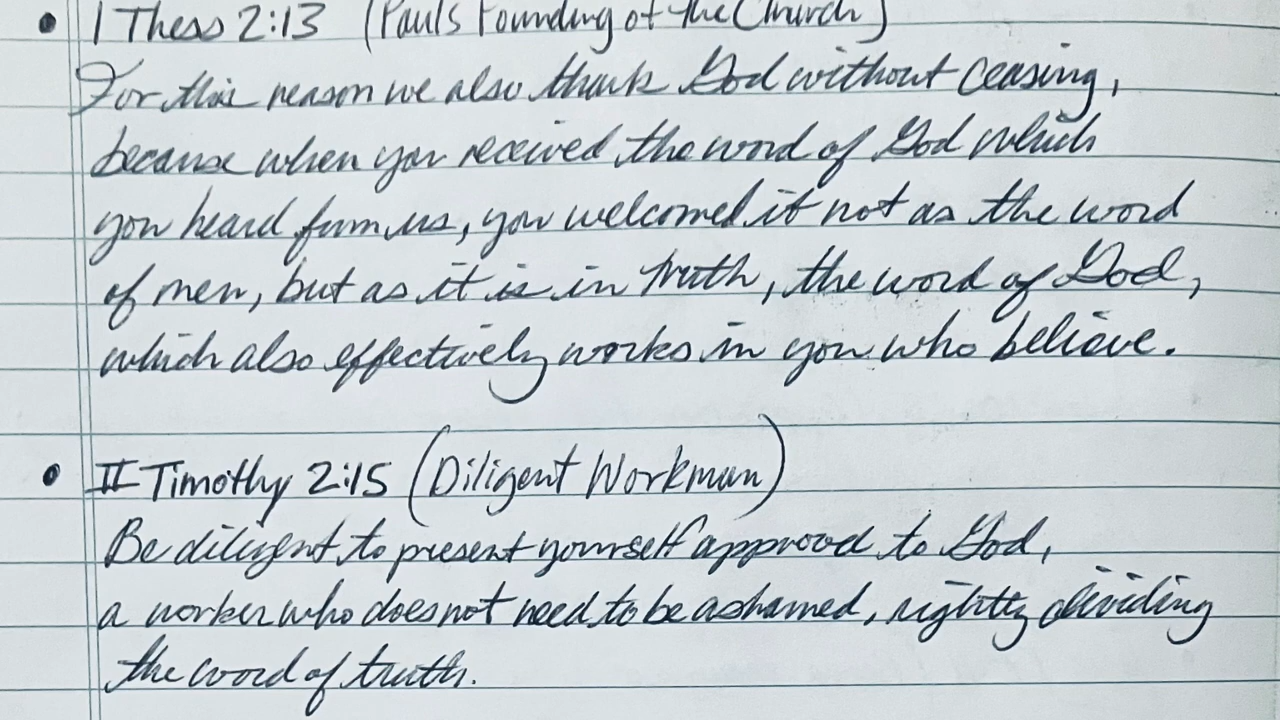 • 1 Thess 2:13 (Paul's Founding of the Church)
For this reason we also thank God without ceasing,
because when you received the word of God which
you heard from us, you welcomed it not as the word
of men, but as it is in truth, the word of God,
which also effectively works in you who believe.
• II Timothy 2:15 (Diligent Workman)
Be diligent to present yourself approved to God,
a worker who does not need to be ashamed, rightly dividing
the word of truth.